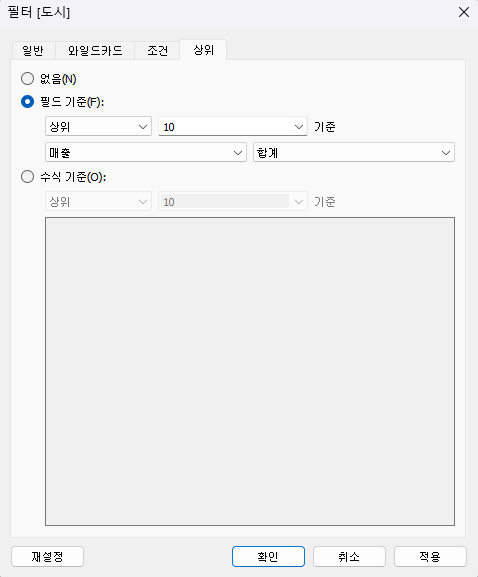 필터 [도시]
일반 와일드카드 조건 상위
없음(N)
필드 기준(F):
상위 10 기준
매출 합계
수식 기준(O):
상위 10 기준
재설정 확인 취소 적용